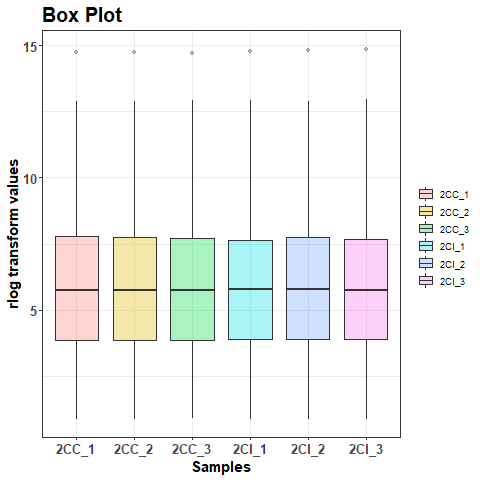 Box Plot
rlog transform values
15
10
5
2CC_1 2CC_2 2CC_3 2CI_1 2CI_2 2CI_3
Samples
2CC_1
2CC_2
2CC_3
2CI_1
2CI_2
2CI_3